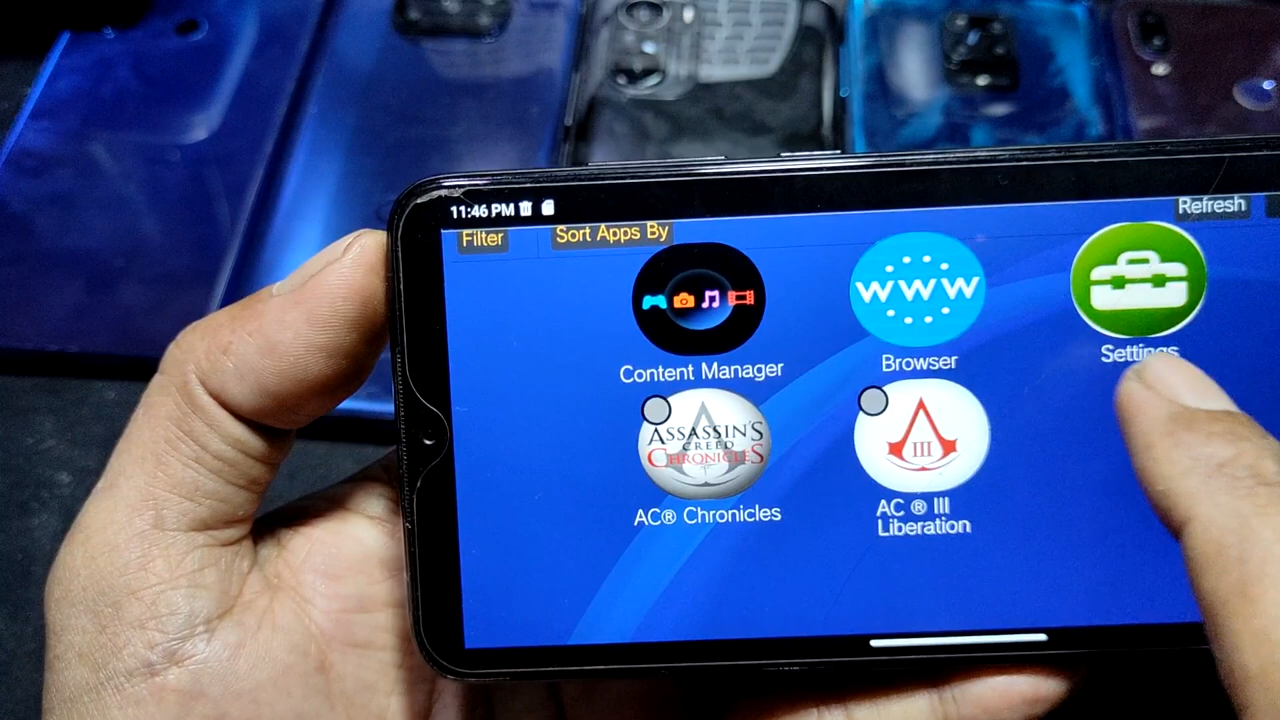 11:46 PM
Refresh
Filter
Sort Apps By
WWW
Content Manager
Browser
Settings
ASSASSIN'S
CREED
CHRONICLES
III
AC® Chronicles
AC ® III
Liberation